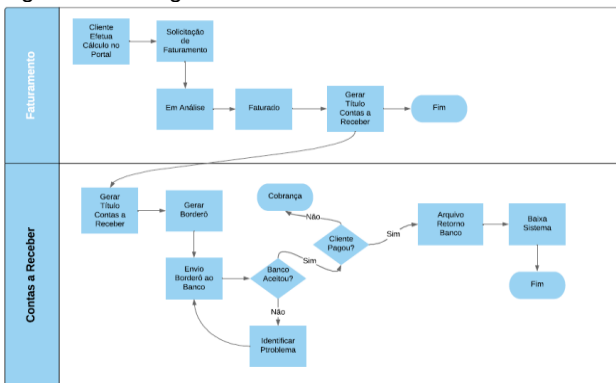 Faturamento
Cliente
Efetua
Cálculo no
Portal
Solicitação
de
Faturamento
Em Análise
Faturado
Gerar
Título
Contas a
Receber
Fim
Contas a Receber
Gerar
Título
Contas a
Receber
Gerar
Borderô
Envio
Borderô ao
Banco
Banco
Aceitou?
Não
Identificar
Ptroblema
Sim
Cliente
Pagou?
Não
Cobrança
Sim
Arquivo
Retorno
Banco
Baixa
Sistema
Fim